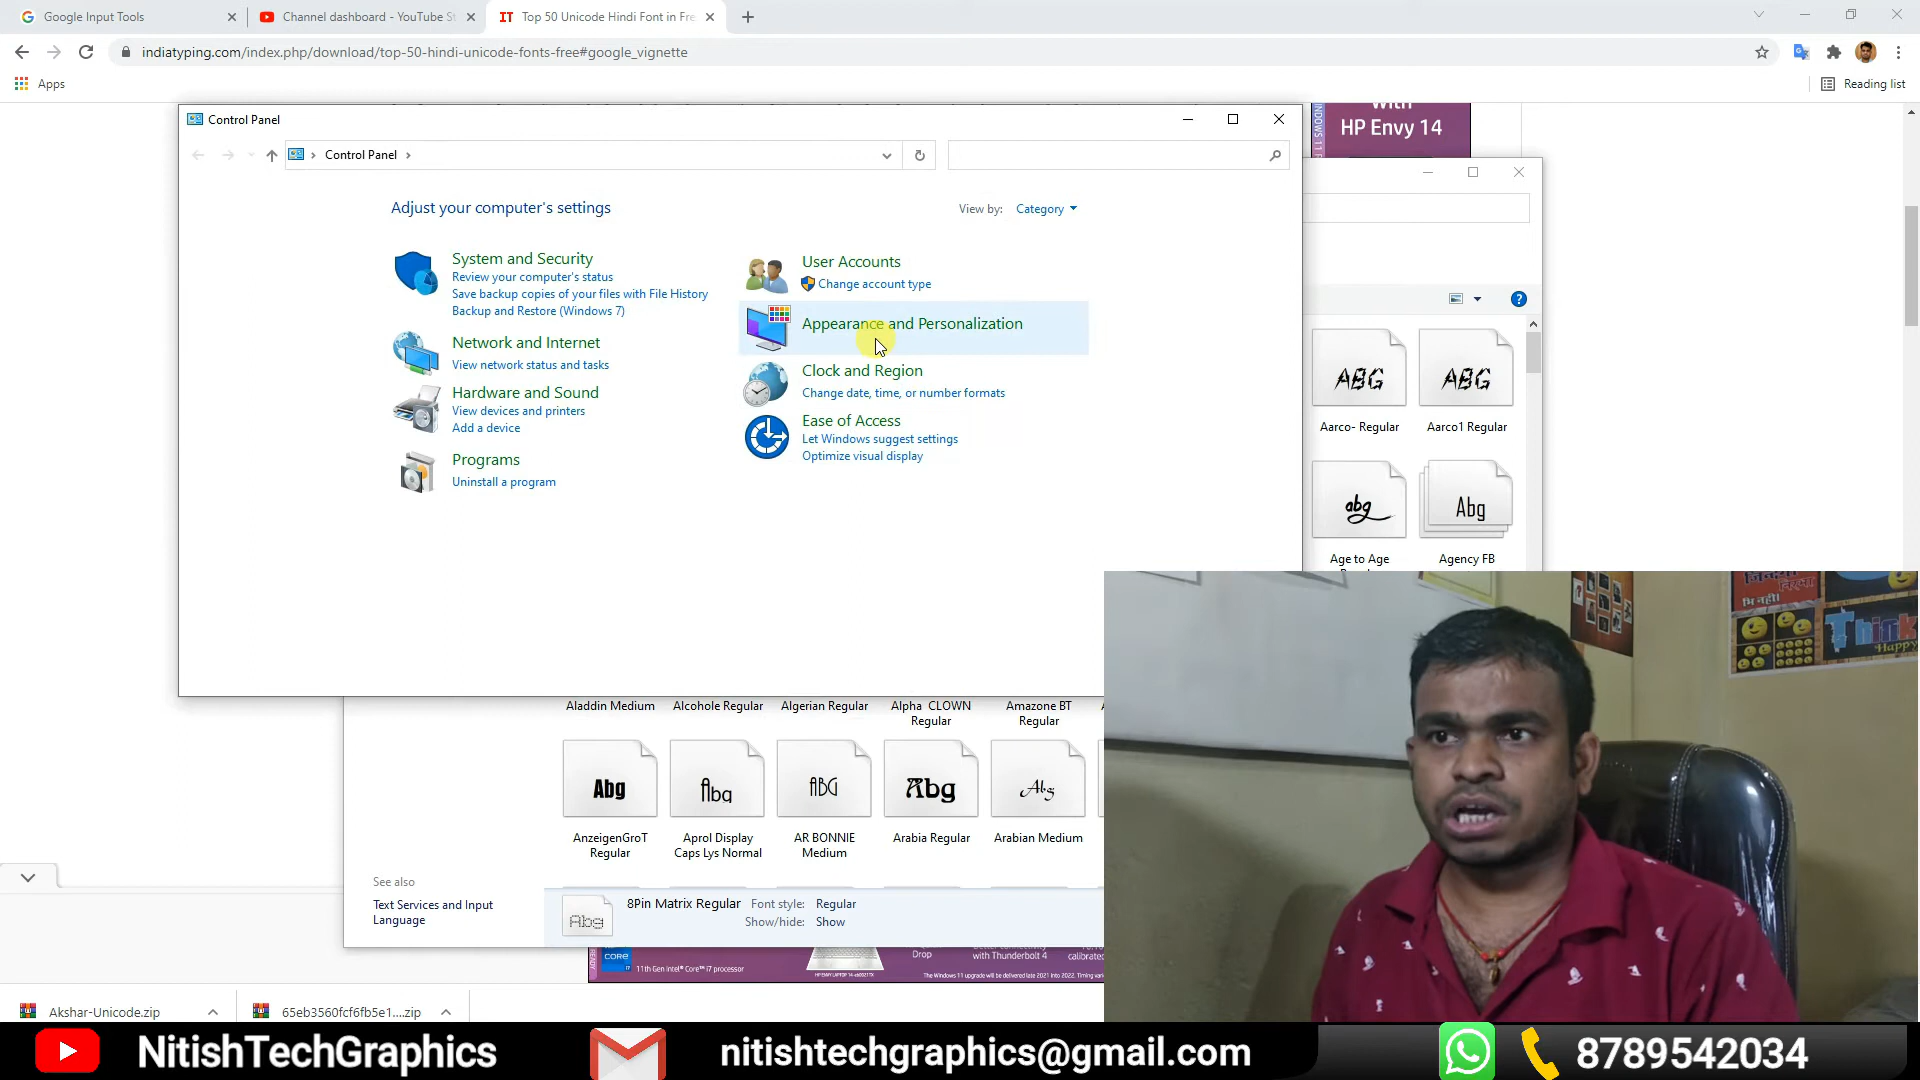 Google Input Tools
Channel dashboard - YouTube St
Top 50 Unicode Hindi Font in Fre
indiatyping.com/index.php/download/top-50-hindi-unicode-fonts-free#google_vignette
Apps
Reading list
With
HP Envy 14
Control Panel
Control Panel
Adjust your computer's settings
View by: Category
System and Security
Review your computer's status
Save backup copies of your files with File History
Backup and Restore (Windows 7)
Network and Internet
View network status and tasks
Hardware and Sound
View devices and printers
Add a device
Programs
Uninstall a program
User Accounts
Change account type
Appearance and Personalization
Clock and Region
Change date, time, or number formats
Ease of Access
Let Windows suggest settings
Optimize visual display
ABG
ABG
Aarco- Regular
Aarco1 Regular
abg
Abg
Age to Age
Agency FB
Aladdin Medium
Alcohole Regular
Algerian Regular
Alpha CLOWN
Regular
Amazone BT
Regular
Abg
Abg
ABG
Abg
Abg
AnzeigenGroT
Regular
Aprol Display
Caps Lys Normal
AR BONNIE
Medium
Arabia Regular
Arabian Medium
See also
Text Services and Input
Language
Abg
8Pin Matrix Regular
Font style: Regular
Show/hide: Show
CORE
i7
11th Gen Intel® Core™ i7 processor
Drop
with Thunderbolt 4
Think
Happy
Akshar-Unicode.zip
65eb3560fcf6fb5e1....zip
NitishTechGraphics
nitishtechgraphics@gmail.com
8789542034